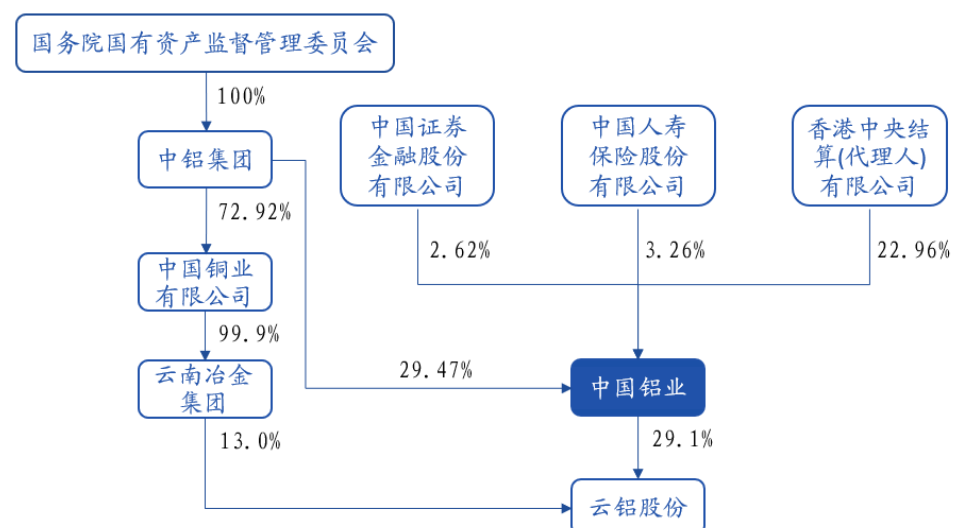 国务院国有资产监督管理委员会
100%
中铝集团
中国证券
金融股份
有限公司
中国人寿
保险股份
有限公司
香港中央结
算(代理人)
有限公司
72.92%
2.62%
3.26%
22.96%
中国铜业
有限公司
99.9%
云南冶金
集团
29.47%
中国铝业
13.0%
29.1%
云铝股份